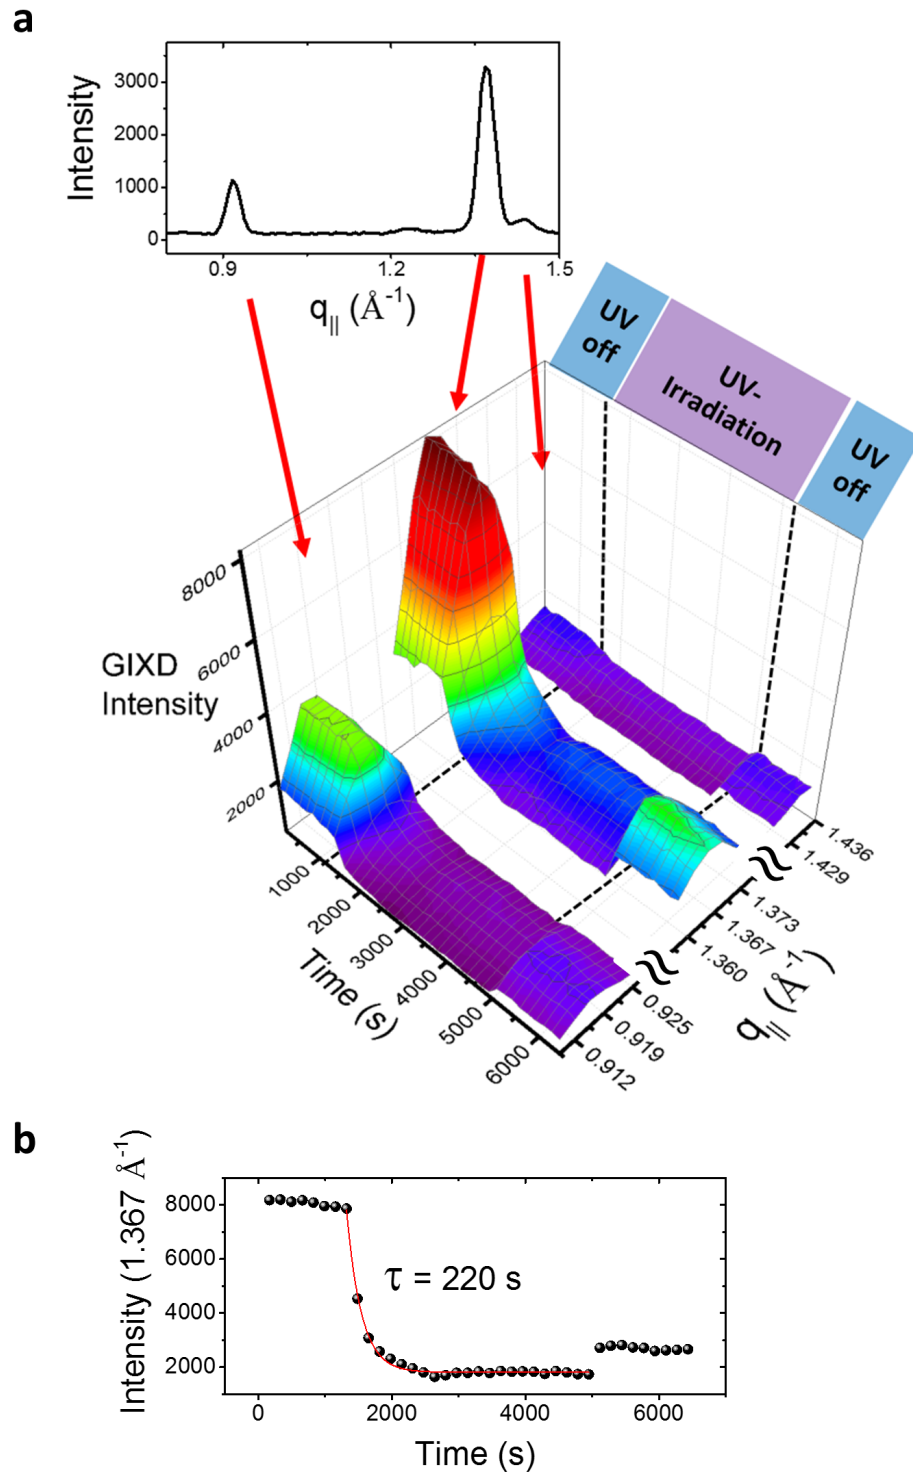 a
Intensity
3000
2000
1000
0
0.9
1.2
1.5
q|| (Å-1)
UV
off
UV-
Irradiation
UV
off
GIXD
Intensity
8000
6000
4000
2000
1000
2000
3000
4000
5000
6000
Time (s)
0.912
0.919
0.925
1.360
1.367
1.373
1.429
1.436
q|| (Å-1)
b
Intensity (1.367 Å-1)
8000
6000
4000
2000
τ = 220 s
0
2000
4000
6000
Time (s)